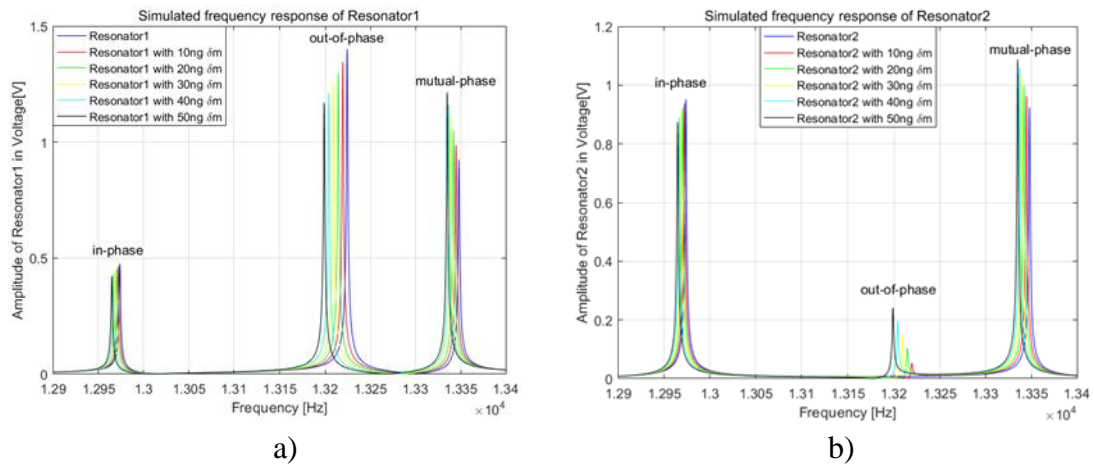 Simulated frequency response of Resonator1
Amplitude of Resonator1 in Voltage[V]
1.5
1
0.5
0
Resonator1
Resonator1 with 10ng δm
Resonator1 with 20ng δm
Resonator1 with 30ng δm
Resonator1 with 40ng δm
Resonator1 with 50ng δm
out-of-phase
mutual-phase
in-phase
1.29 1.295 1.3 1.305 1.31 1.315 1.32 1.325 1.33 1.335 1.34
Frequency [Hz]
×10⁴
a)
Simulated frequency response of Resonator2
Amplitude of Resonator2 in Voltage[V]
1.2
1
0.8
0.6
0.4
0.2
0
Resonator2
Resonator2 with 10ng δm
Resonator2 with 20ng δm
Resonator2 with 30ng δm
Resonator2 with 40ng δm
Resonator2 with 50ng δm
mutual-phase
in-phase
out-of-phase
1.29 1.295 1.3 1.305 1.31 1.315 1.32 1.325 1.33 1.335 1.34
Frequency [Hz]
×10⁴
b)